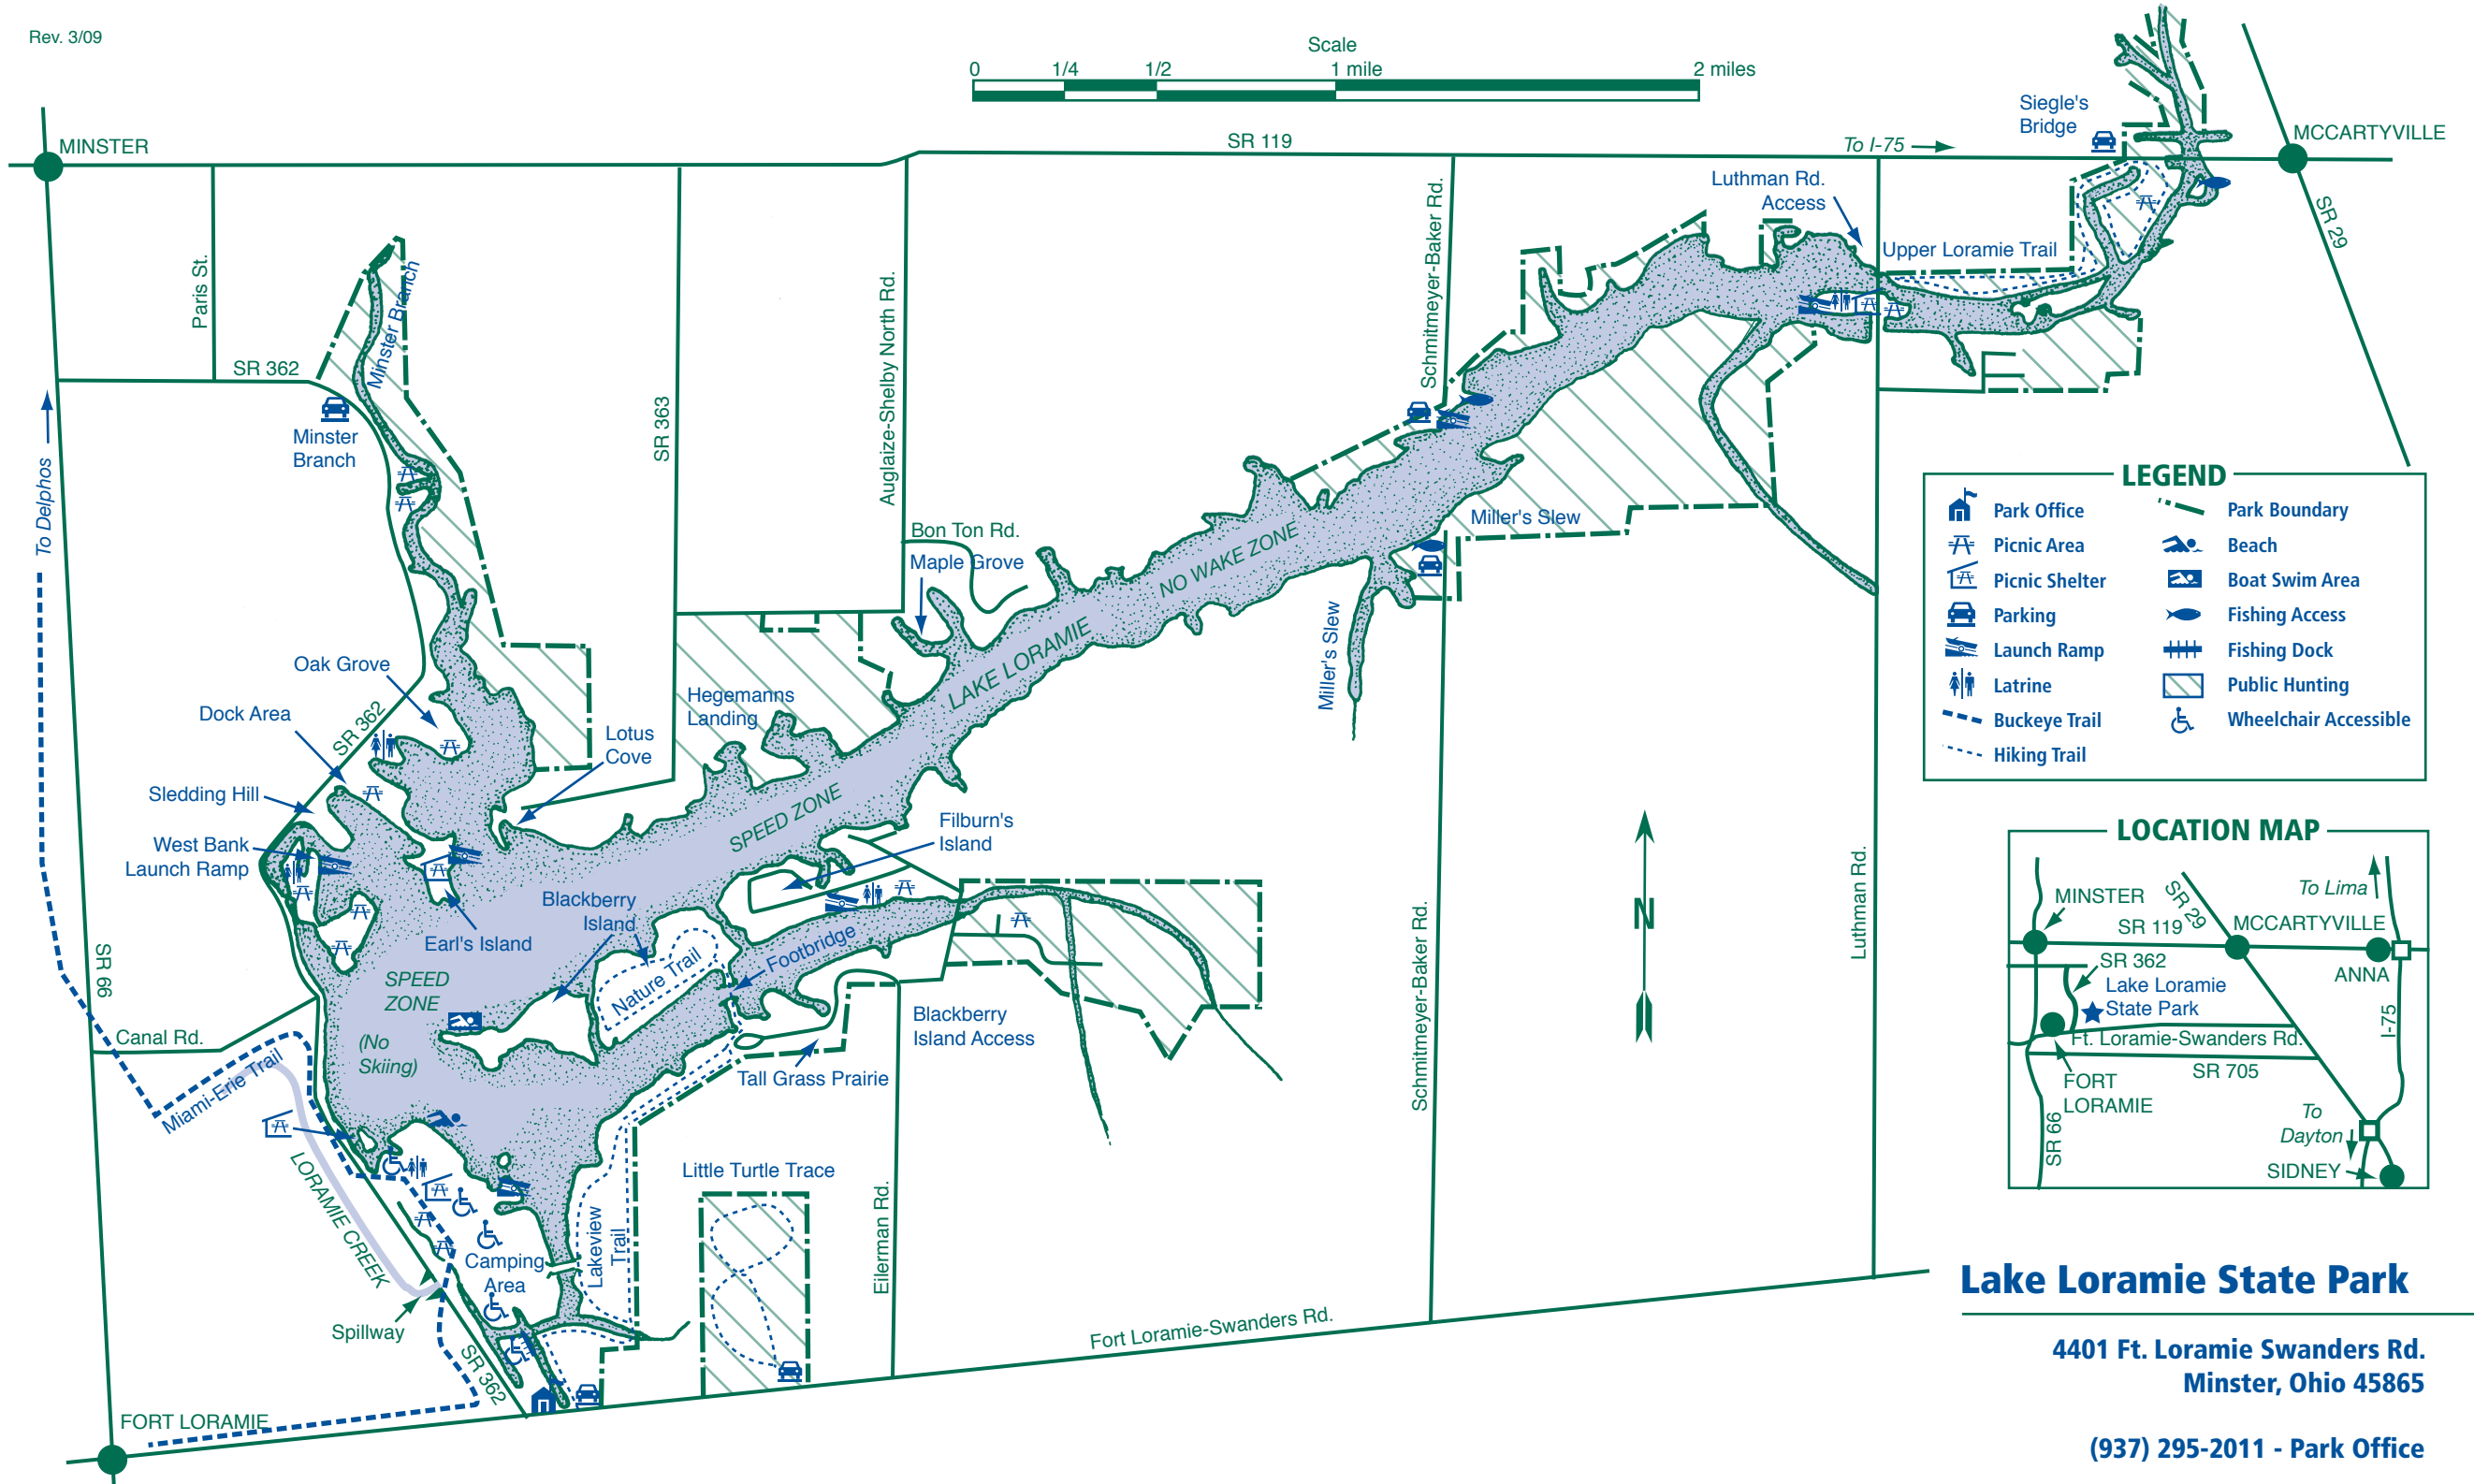 Rev. 3/09
Scale
0 1/4 1/2 1 mile 2 miles
MINSTER
SR 119
To I-75
Siegle's
Bridge
MCCARTYVILLE
SR 29
Luthman Rd.
Access
Upper Loramie Trail
Paris St.
SR 362
Minster Branch
Minster
Branch
To Delphos
SR 363
Auglaize-Shelby North Rd.
Schmitmeyer-Baker Rd.
Bon Ton Rd.
Maple Grove
NO WAKE ZONE
Miller's Slew
Miller's Slew
LAKE LORAMIE
Oak Grove
Dock Area
SR 362
Hegemanns
Landing
Lotus
Cove
Sledding Hill
West Bank
Launch Ramp
SPEED ZONE
Filburn's
Island
Blackberry
Island
Earl's Island
SPEED
ZONE
(No
Skiing)
Nature Trail
Footbridge
SR 66
Canal Rd.
Blackberry
Island Access
Tall Grass Prairie
Miami-Erie Trail
LORAMIE CREEK
Little Turtle Trace
Lakeview
Trail
Camping
Area
Spillway
SR 362
Eilerman Rd.
Schmitmeyer-Baker Rd.
Luthman Rd.
N
Fort Loramie-Swanders Rd.
FORT LORAMIE
LEGEND
Park Office
Picnic Area
Picnic Shelter
Parking
Launch Ramp
Latrine
Buckeye Trail
Hiking Trail
Park Boundary
Beach
Boat Swim Area
Fishing Access
Fishing Dock
Public Hunting
Wheelchair Accessible
LOCATION MAP
MINSTER
SR 29
To Lima
SR 119
MCCARTYVILLE
SR 362
ANNA
Lake Loramie
State Park
I-75
Ft. Loramie-Swanders Rd.
SR 705
FORT
LORAMIE
SR 66
To
Dayton
SIDNEY
Lake Loramie State Park
4401 Ft. Loramie Swanders Rd.
Minster, Ohio 45865
(937) 295-2011 - Park Office